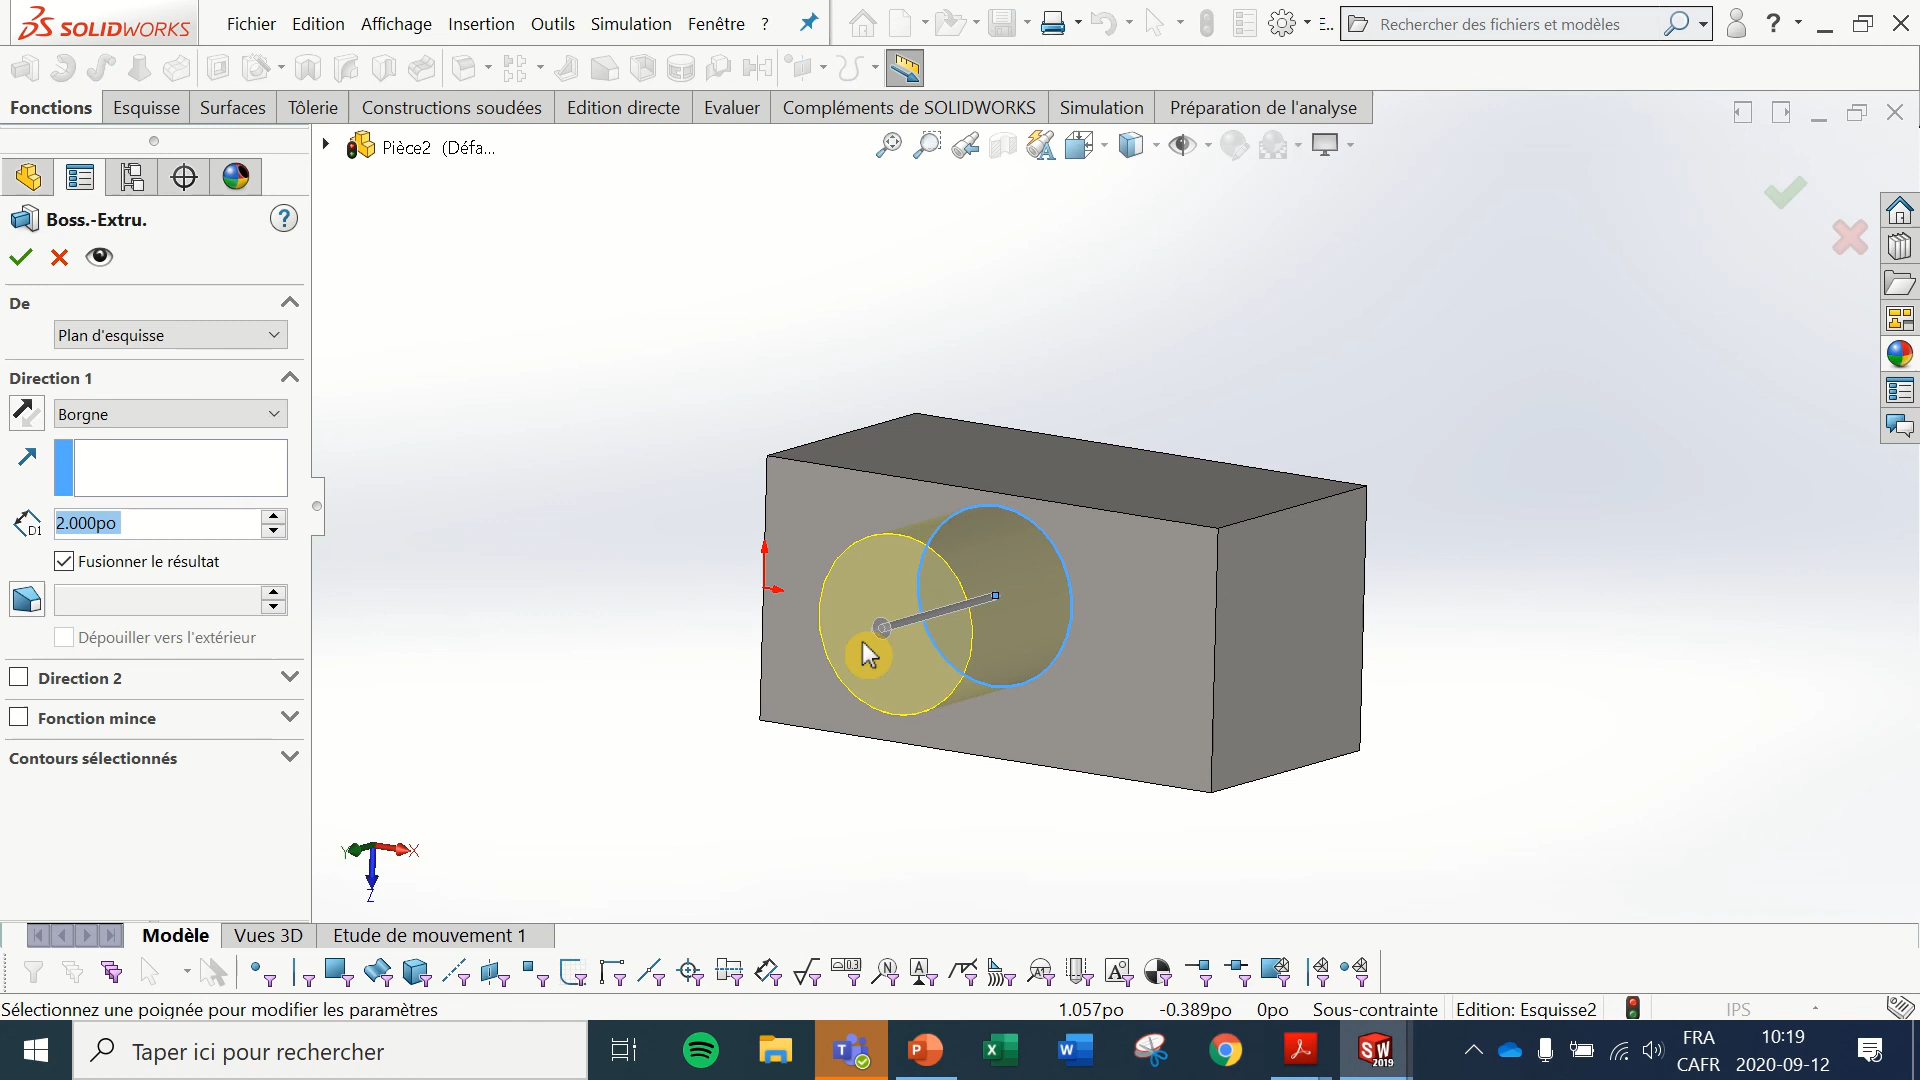 SOLIDWORKS
Fichier Edition Affichage Insertion Outils Simulation Fenêtre ?
E...
Rechercher des fichiers et modèles
?
Fonctions Esquisse Surfaces Tôlerie Constructions soudées Edition directe Evaluer Compléments de SOLIDWORKS Simulation Préparation de l'analyse
Pièce2 (Défa...
Boss.-Extru.
?
De
Plan d'esquisse
Direction 1
Borgne
D1
2.000po
Fusionner le résultat
Dépouiller vers l'extérieur
Direction 2
Fonction mince
Contours sélectionnés
Y X
Z
Modèle Vues 3D Etude de mouvement 1
Sélectionnez une poignée pour modifier les paramètres
1.057po -0.389po 0po Sous-contrainte Edition: Esquisse2 IPS
Taper ici pour rechercher
FRA
CAFR
10:19
2020-09-12